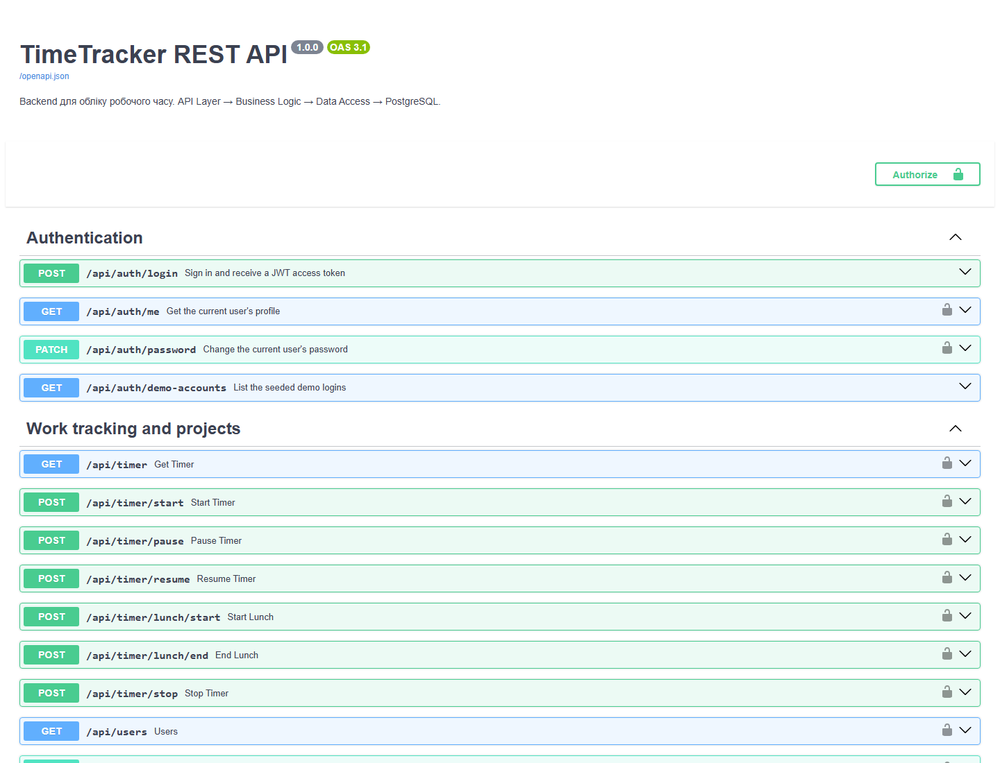 TimeTracker REST API 1.0.0 OAS 3.1
/openapi.json
Backend для обліку робочого часу. API Layer → Business Logic → Data Access → PostgreSQL.
Authorize
Authentication
POST /api/auth/login Sign in and receive a JWT access token
GET /api/auth/me Get the current user's profile
PATCH /api/auth/password Change the current user's password
GET /api/auth/demo-accounts List the seeded demo logins
Work tracking and projects
GET /api/timer Get Timer
POST /api/timer/start Start Timer
POST /api/timer/pause Pause Timer
POST /api/timer/resume Resume Timer
POST /api/timer/lunch/start Start Lunch
POST /api/timer/lunch/end End Lunch
POST /api/timer/stop Stop Timer
GET /api/users Users